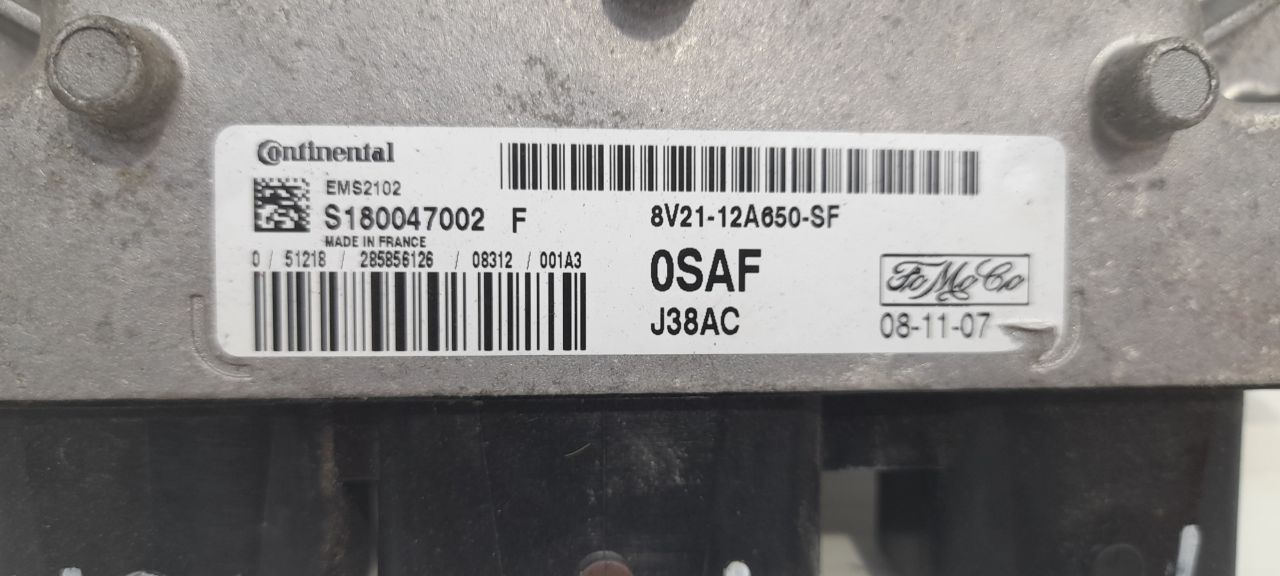 Continental
EMS2102
S180047002 F
MADE IN FRANCE
0 / 51218 / 285856126 / 08312 / 001A3
8V21-12A650-SF
0SAF
J38AC
FoMoCo
08-11-07